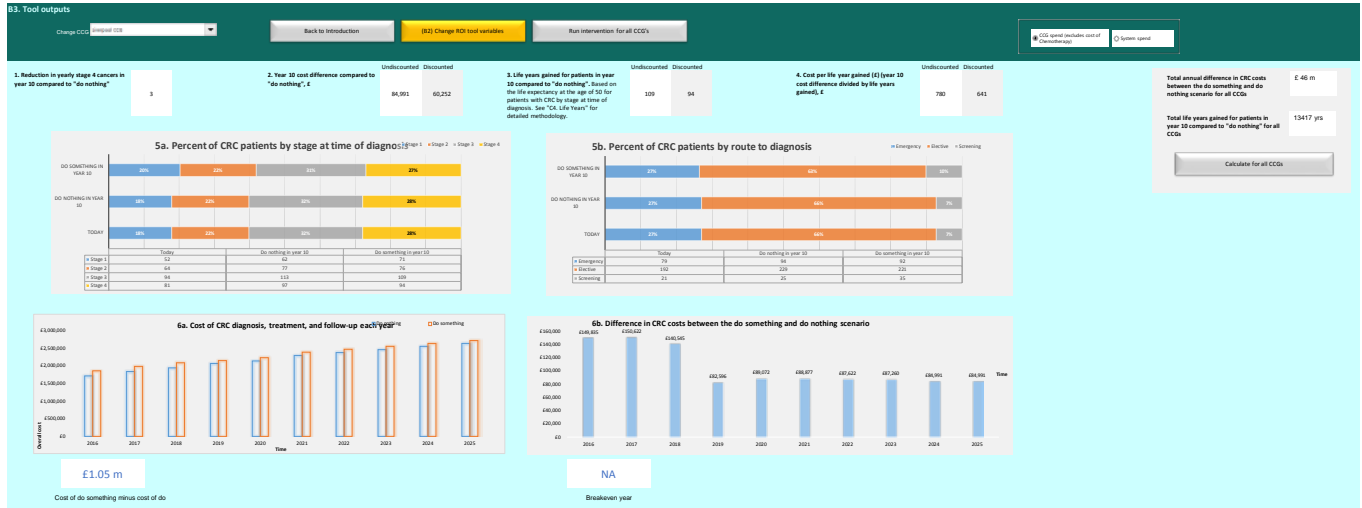 B3. Tool outputs
Change CCG
Back to Introduction
(B2) Change ROI tool variables
Run intervention for all CCG's
CCG spend (excludes cost of
Chemotherapy)
System spend
1. Reduction in yearly stage 4 cancers in
year 10 compared to "do nothing"
3
2. Year 10 cost difference compared to
"do nothing", £
Undiscounted Discounted
84,991 60,252
3. Life years gained for patients in year
10 compared to "do nothing". Based on
the life expectancy at the age of 50 for
patients with CRC by stage at time of
diagnosis. See "C4. Life Years" for
detailed methodology.
Undiscounted Discounted
109 94
4. Cost per life year gained (£) (year 10
cost difference divided by life years
gained), £
Undiscounted Discounted
780 641
Total annual difference in CRC costs
between the do something and do
nothing scenario for all CCGs
£ 46 m
Total life years gained for patients in
year 10 compared to "do nothing" for all
CCGs
13417 yrs
Calculate for all CCGs
5a. Percent of CRC patients by stage at time of diagnosis
Stage 1 Stage 2 Stage 3 Stage 4
DO SOMETHING IN
YEAR 10
20% 22% 31% 27%
DO NOTHING IN YEAR
10
18% 22% 32% 28%
TODAY
18% 22% 32% 28%
Today Do nothing in year 10 Do something in year 10
Stage 1 52 62 71
Stage 2 64 77 76
Stage 3 94 113 109
Stage 4 81 97 94
5b. Percent of CRC patients by route to diagnosis
Emergency Elective Screening
DO SOMETHING IN
YEAR 10
27% 10%
DO NOTHING IN YEAR
10
27% 66% 7%
TODAY
27% 66% 7%
Today Do nothing in year 10 Do something in year 10
Emergency 79 94 92
Elective 192 229 221
Screening 21 25 35
6a. Cost of CRC diagnosis, treatment, and follow-up each year
Do nothing Do something
£3,000,000
£2,500,000
£2,000,000
£1,500,000
£1,000,000
£500,000
£0
Overall cost
2016 2017 2018 2019 2020 2021 2022 2023 2024 2025
Time
6b. Difference in CRC costs between the do something and do nothing scenario
£160,000
£140,000
£120,000
£100,000
£80,000
£60,000
£40,000
£20,000
£0
£149,835 £150,622 £140,545 £82,596 £89,072 £88,877 £87,622 £87,260 £84,991 £84,991
Time
2016 2017 2018 2019 2020 2021 2022 2023 2024 2025
£1.05 m
Cost of do something minus cost of do
NA
Breakeven year